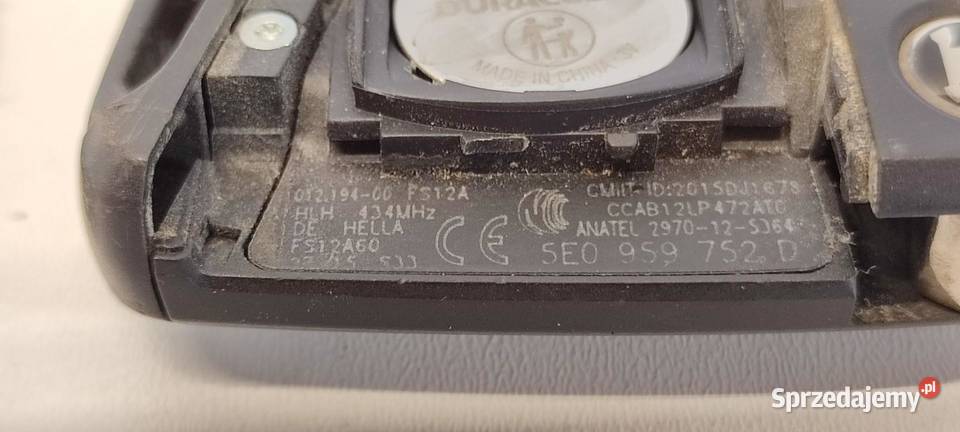 MADE IN CHINA
012.194-00 FS12A
HLH 434MHz
DE HELLA
FS12A60
CE
CMIIT-ID:2015DJ1678
CCAB12LP472AT0
ANATEL 2970-12-5364
5E0 959 752 D
Sprzedajemy.pl